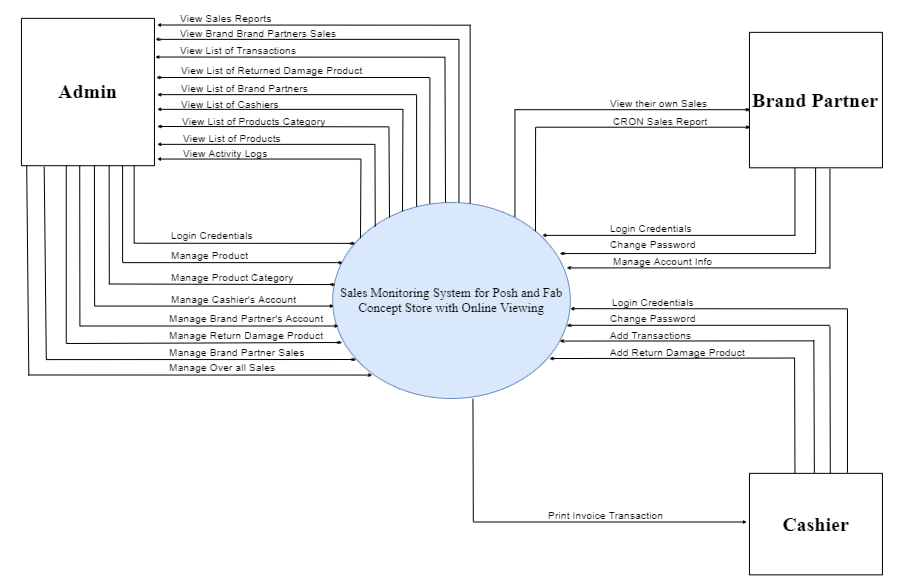 View Sales Reports
View Brand Brand Partners Sales
View List of Transactions
View List of Returned Damage Product
View List of Brand Partners
View List of Cashiers
View List of Products Category
View List of Products
View Activity Logs
Admin
Login Credentials
Manage Product
Manage Product Category
Manage Cashier's Account
Manage Brand Partner's Account
Manage Return Damage Product
Manage Brand Partner Sales
Manage Over all Sales
Sales Monitoring System for Posh and Fab
Concept Store with Online Viewing
View their own Sales
CRON Sales Report
Brand Partner
Login Credentials
Change Password
Manage Account Info
Login Credentials
Change Password
Add Transactions
Add Return Damage Product
Print Invoice Transaction
Cashier